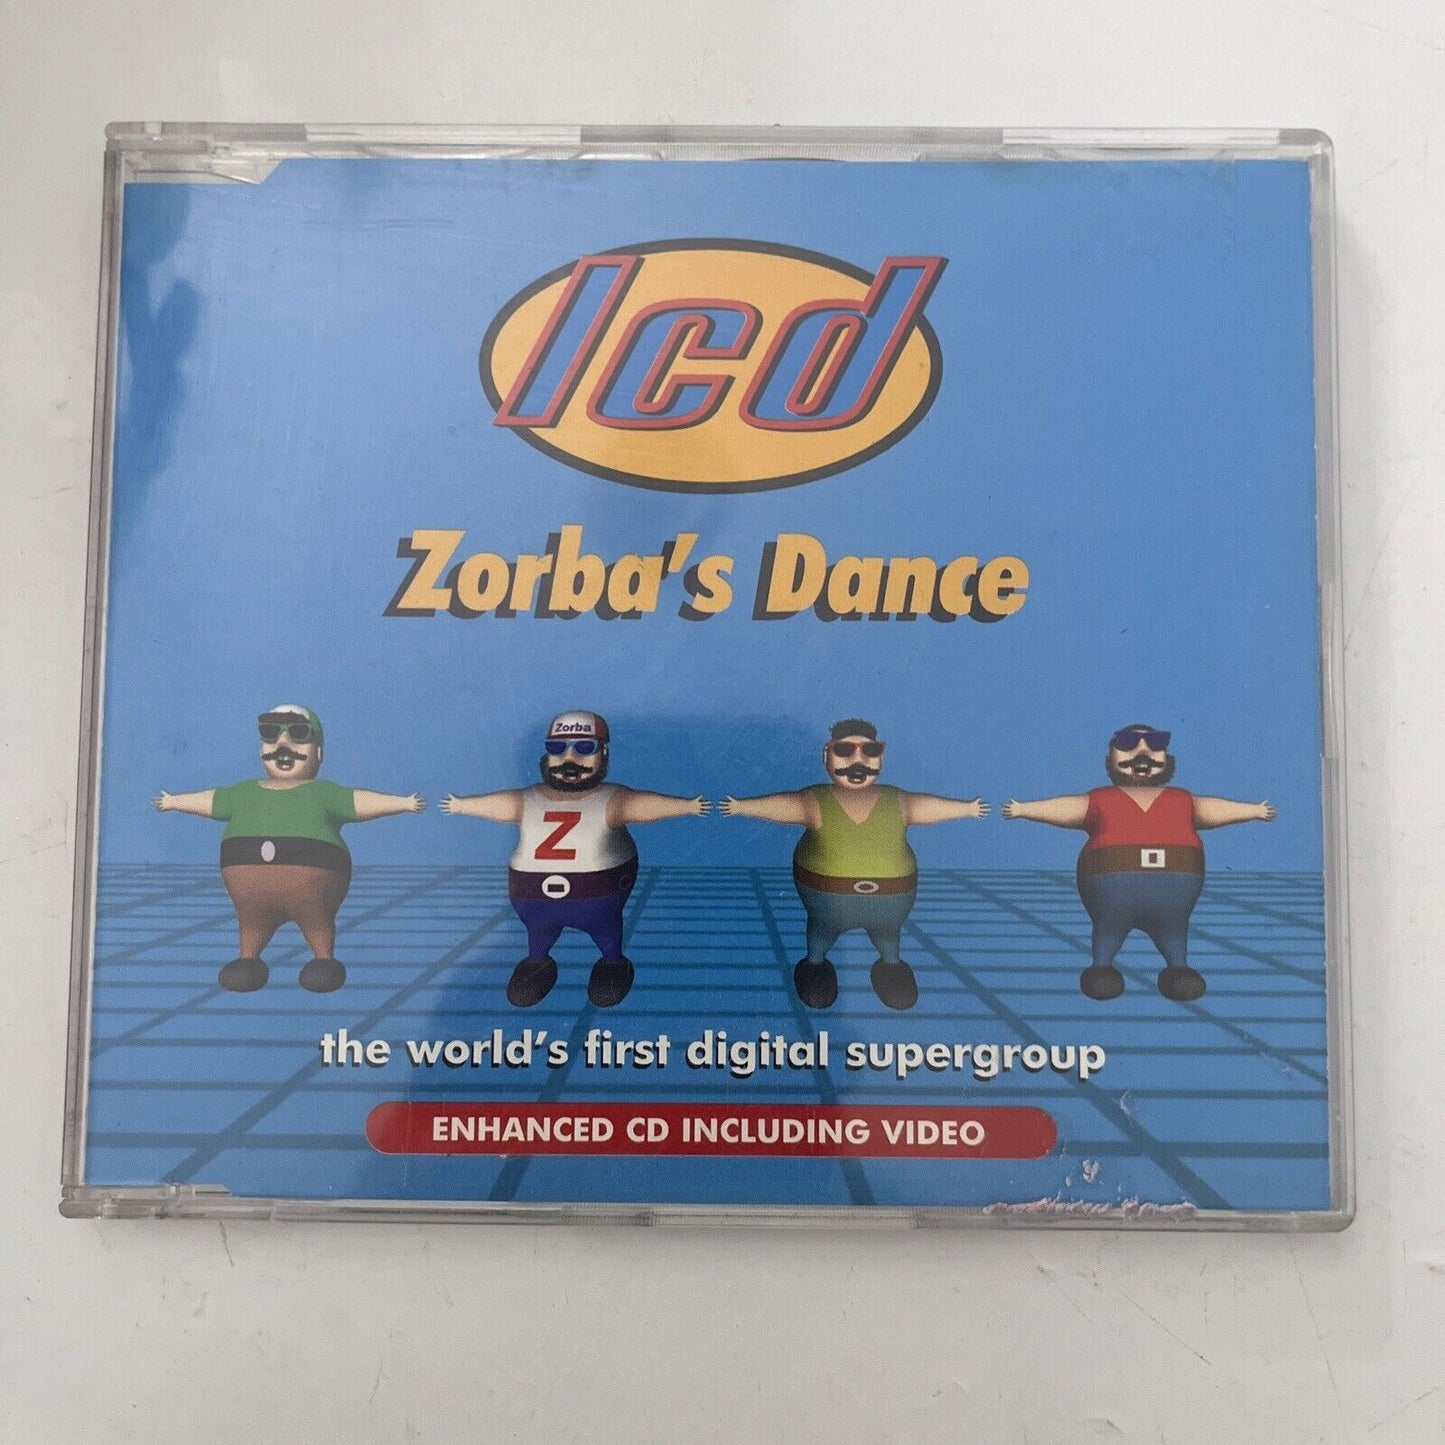 lcd
Zorba's Dance
Zorba
Z
the world's first digital supergroup
ENHANCED CD INCLUDING VIDEO